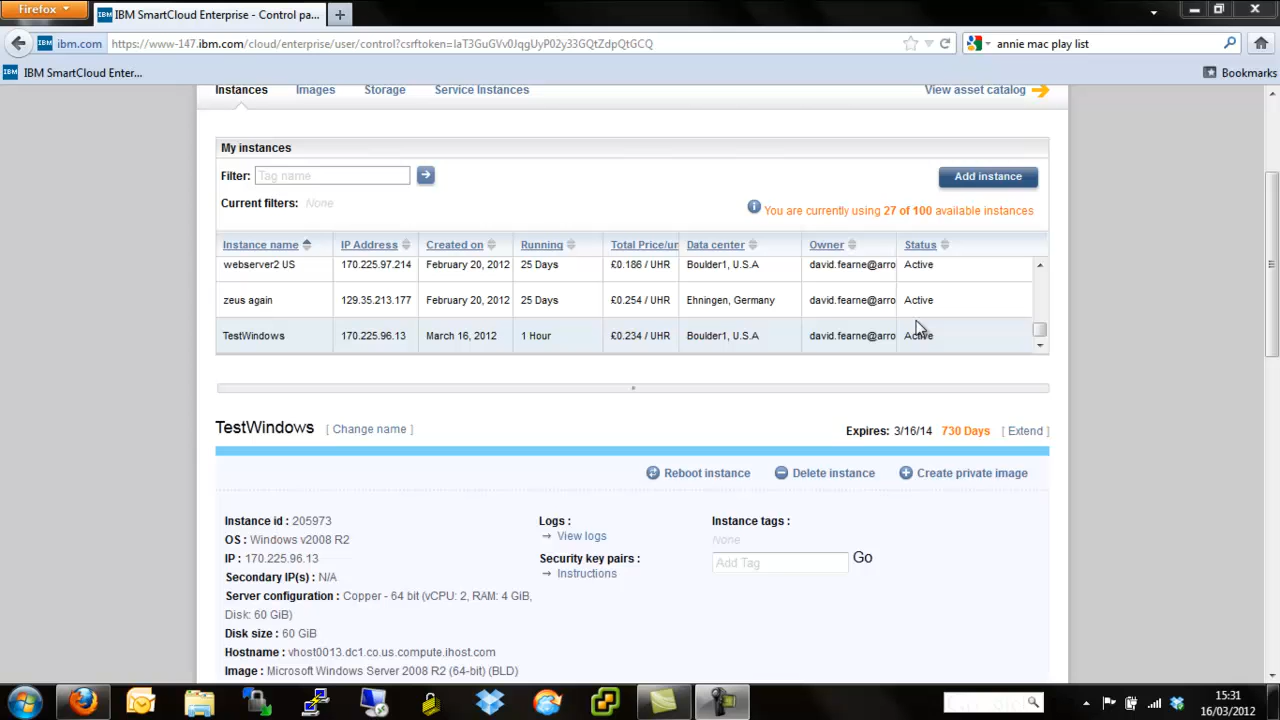 Firefox
IBM SmartCloud Enterprise - Control pa...
IBM ibm.com https://www-147.ibm.com/cloud/enterprise/user/control?csrftoken=IaT3GuGVv0JqgUyP02y33GQtZdpQtGCQ annie mac play list
IBM IBM SmartCloud Enter... Bookmarks
Instances Images Storage Service Instances View asset catalog
My instances
Filter: Tag name Add instance
Current filters: None
You are currently using 27 of 100 available instances
Instance name IP Address Created on Running Total Price/ur Data center Owner Status
webserver2 US 170.225.97.214 February 20, 2012 25 Days £0.186 / UHR Boulder1, U.S.A david.fearne@arro Active
zeus again 129.35.213.177 February 20, 2012 25 Days £0.254 / UHR Ehningen, Germany david.fearne@arro Active
TestWindows 170.225.96.13 March 16, 2012 1 Hour £0.234 / UHR Boulder1, U.S.A david.fearne@arro Active
TestWindows [ Change name ] Expires: 3/16/14 730 Days [ Extend ]
Reboot instance Delete instance Create private image
Instance id : 205973 Logs : Instance tags :
OS : Windows v2008 R2 → View logs None
IP : 170.225.96.13 Security key pairs : Add Tag Go
Secondary IP(s) : N/A → Instructions
Server configuration : Copper - 64 bit (vCPU: 2, RAM: 4 GiB,
Disk: 60 GiB)
Disk size : 60 GiB
Hostname : vhost0013.dc1.co.us.compute.ihost.com
Image : Microsoft Windows Server 2008 R2 (64-bit) (BLD)
15:31
16/03/2012